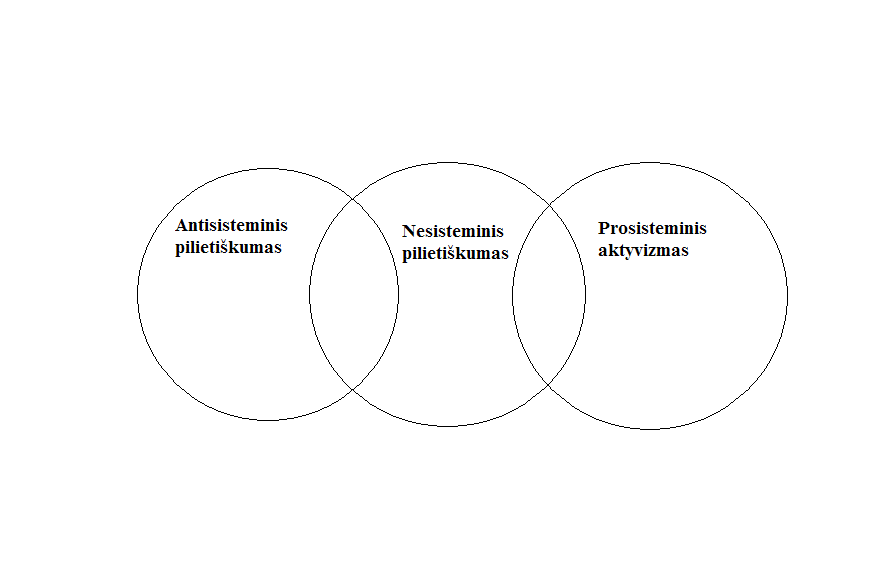 Antisisteminis
pilietiškumas
Nesisteminis
pilietiškumas
Prosisteminis
aktyvizmas